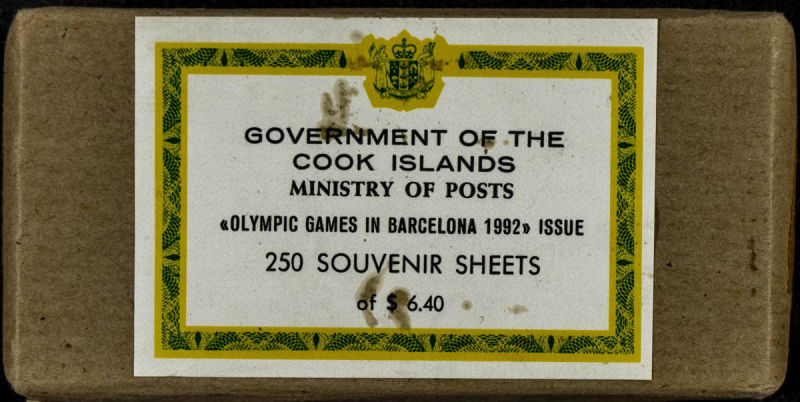 GOVERNMENT OF THE
COOK ISLANDS
MINISTRY OF POSTS
«OLYMPIC GAMES IN BARCELONA 1992» ISSUE
250 SOUVENIR SHEETS
of $ 6.40